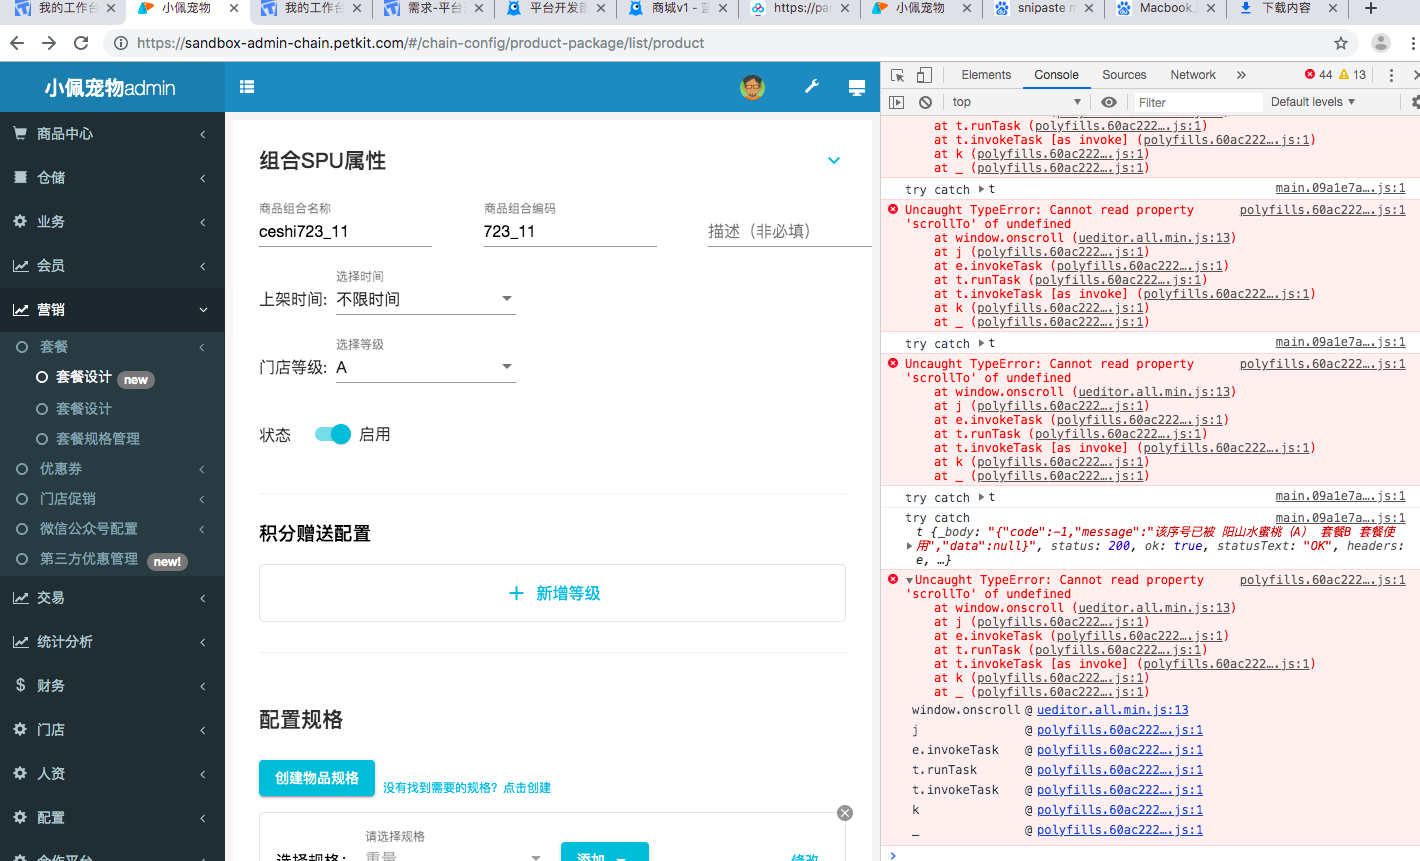 我的工作台
小佩宠物
我的工作台
需求-平台
平台开发部
商城v1 - 蓝
https://pan
小佩宠物
snipaste m
Macbook
下载内容
https://sandbox-admin-chain.petkit.com/#/chain-config/product-package/list/product
小佩宠物admin
商品中心
仓储
业务
会员
营销
套餐
套餐设计 new
套餐设计
套餐规格管理
优惠券
门店促销
微信公众号配置
第三方优惠管理 new!
交易
统计分析
财务
门店
人资
配置
合作平台
组合SPU属性
商品组合名称
ceshi723_11
商品组合编码
723_11
描述（非必填）
选择时间
上架时间: 不限时间
选择等级
门店等级: A
状态 启用
积分赠送配置
+ 新增等级
配置规格
创建物品规格 没有找到需要的规格？点击创建
请选择规格
选择规格: 重量 添加 修改
Elements Console Sources Network » 44 13
top Filter Default levels ▼
at t.runTask (polyfills.60ac222….js:1)
at t.invokeTask [as invoke] (polyfills.60ac222….js:1)
at k (polyfills.60ac222….js:1)
at _ (polyfills.60ac222….js:1)
try catch ▶ t main.09a1e7a….js:1
Uncaught TypeError: Cannot read property polyfills.60ac222….js:1
'scrollTo' of undefined
at window.onscroll (ueditor.all.min.js:13)
at j (polyfills.60ac222….js:1)
at e.invokeTask (polyfills.60ac222….js:1)
at t.runTask (polyfills.60ac222….js:1)
at t.invokeTask [as invoke] (polyfills.60ac222….js:1)
at k (polyfills.60ac222….js:1)
at _ (polyfills.60ac222….js:1)
try catch ▶ t main.09a1e7a….js:1
Uncaught TypeError: Cannot read property polyfills.60ac222….js:1
'scrollTo' of undefined
at window.onscroll (ueditor.all.min.js:13)
at j (polyfills.60ac222….js:1)
at e.invokeTask (polyfills.60ac222….js:1)
at t.runTask (polyfills.60ac222….js:1)
at t.invokeTask [as invoke] (polyfills.60ac222….js:1)
at k (polyfills.60ac222….js:1)
at _ (polyfills.60ac222….js:1)
try catch ▶ t main.09a1e7a….js:1
try catch main.09a1e7a….js:1
t {_body: "{"code":-1,"message":"该序号已被 阳山水蜜桃（A） 套餐B 套餐使
▶ 用","data":null}", status: 200, ok: true, statusText: "OK", headers:
e, …}
▼Uncaught TypeError: Cannot read property polyfills.60ac222….js:1
'scrollTo' of undefined
at window.onscroll (ueditor.all.min.js:13)
at j (polyfills.60ac222….js:1)
at e.invokeTask (polyfills.60ac222….js:1)
at t.runTask (polyfills.60ac222….js:1)
at t.invokeTask [as invoke] (polyfills.60ac222….js:1)
at k (polyfills.60ac222….js:1)
at _ (polyfills.60ac222….js:1)
window.onscroll @ ueditor.all.min.js:13
j @ polyfills.60ac222….js:1
e.invokeTask @ polyfills.60ac222….js:1
t.runTask @ polyfills.60ac222….js:1
t.invokeTask @ polyfills.60ac222….js:1
k @ polyfills.60ac222….js:1
_ @ polyfills.60ac222….js:1